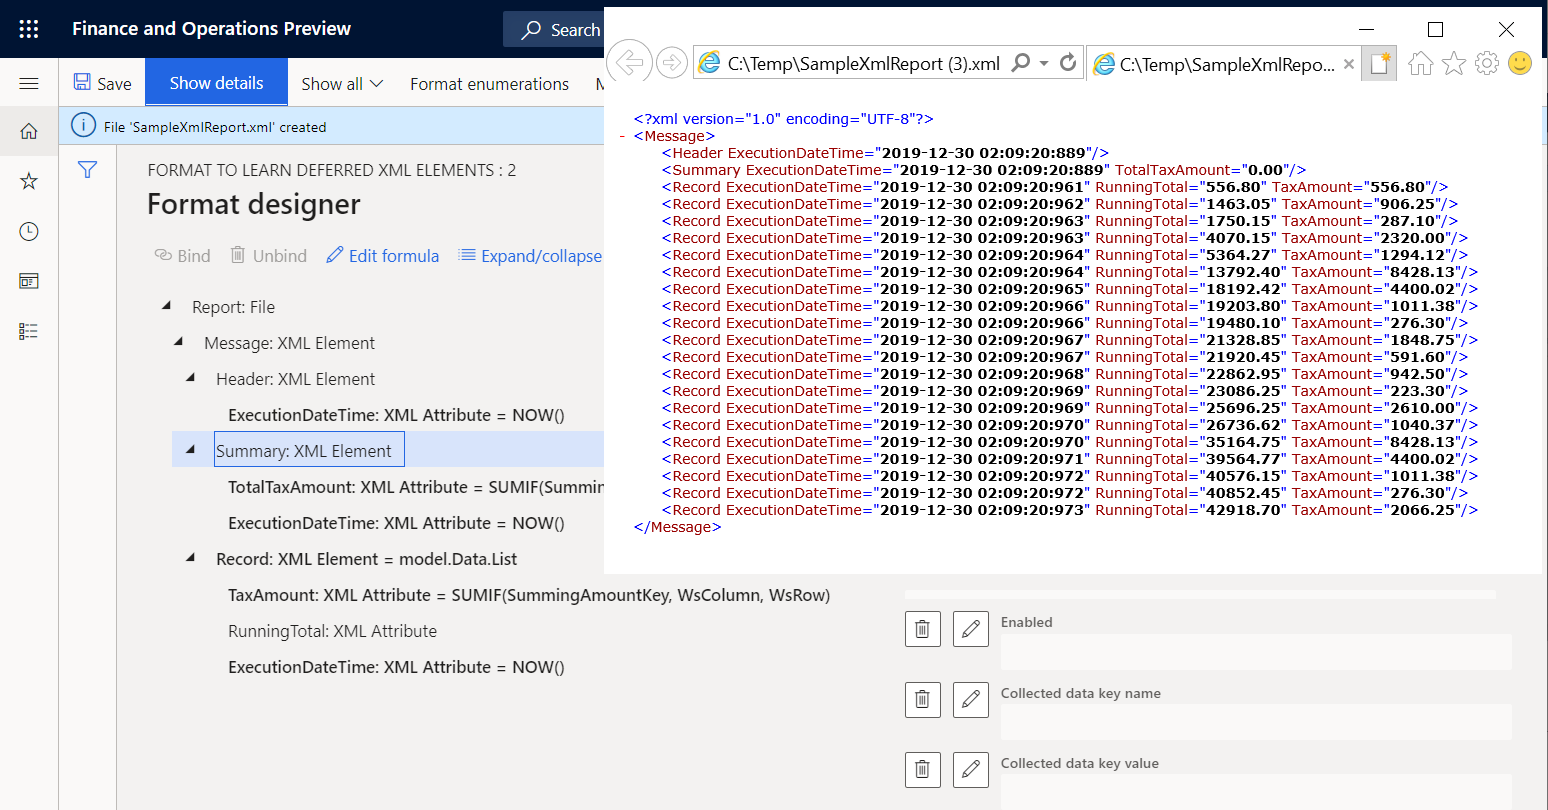 Finance and Operations Preview
Search
Save
Show details
Show all
Format enumerations
File 'SampleXmlReport.xml' created
FORMAT TO LEARN DEFERRED XML ELEMENTS : 2
Format designer
Bind
Unbind
Edit formula
Expand/collapse
Report: File
Message: XML Element
Header: XML Element
ExecutionDateTime: XML Attribute = NOW()
Summary: XML Element
TotalTaxAmount: XML Attribute = SUMIF(Summin
ExecutionDateTime: XML Attribute = NOW()
Record: XML Element = model.Data.List
TaxAmount: XML Attribute = SUMIF(SummingAmountKey, WsColumn, WsRow)
RunningTotal: XML Attribute
ExecutionDateTime: XML Attribute = NOW()
C:\Temp\SampleXmlReport (3).xml
C:\Temp\SampleXmlRepo...
<?xml version="1.0" encoding="UTF-8"?>
- <Message>
<Header ExecutionDateTime="2019-12-30 02:09:20:889"/>
<Summary ExecutionDateTime="2019-12-30 02:09:20:889" TotalTaxAmount="0.00"/>
<Record ExecutionDateTime="2019-12-30 02:09:20:961" RunningTotal="556.80" TaxAmount="556.80"/>
<Record ExecutionDateTime="2019-12-30 02:09:20:962" RunningTotal="1463.05" TaxAmount="906.25"/>
<Record ExecutionDateTime="2019-12-30 02:09:20:963" RunningTotal="1750.15" TaxAmount="287.10"/>
<Record ExecutionDateTime="2019-12-30 02:09:20:963" RunningTotal="4070.15" TaxAmount="2320.00"/>
<Record ExecutionDateTime="2019-12-30 02:09:20:964" RunningTotal="5364.27" TaxAmount="1294.12"/>
<Record ExecutionDateTime="2019-12-30 02:09:20:964" RunningTotal="13792.40" TaxAmount="8428.13"/>
<Record ExecutionDateTime="2019-12-30 02:09:20:965" RunningTotal="18192.42" TaxAmount="4400.02"/>
<Record ExecutionDateTime="2019-12-30 02:09:20:966" RunningTotal="19203.80" TaxAmount="1011.38"/>
<Record ExecutionDateTime="2019-12-30 02:09:20:966" RunningTotal="19480.10" TaxAmount="276.30"/>
<Record ExecutionDateTime="2019-12-30 02:09:20:967" RunningTotal="21328.85" TaxAmount="1848.75"/>
<Record ExecutionDateTime="2019-12-30 02:09:20:967" RunningTotal="21920.45" TaxAmount="591.60"/>
<Record ExecutionDateTime="2019-12-30 02:09:20:968" RunningTotal="22862.95" TaxAmount="942.50"/>
<Record ExecutionDateTime="2019-12-30 02:09:20:969" RunningTotal="23086.25" TaxAmount="223.30"/>
<Record ExecutionDateTime="2019-12-30 02:09:20:969" RunningTotal="25696.25" TaxAmount="2610.00"/>
<Record ExecutionDateTime="2019-12-30 02:09:20:970" RunningTotal="26736.62" TaxAmount="1040.37"/>
<Record ExecutionDateTime="2019-12-30 02:09:20:970" RunningTotal="35164.75" TaxAmount="8428.13"/>
<Record ExecutionDateTime="2019-12-30 02:09:20:971" RunningTotal="39564.77" TaxAmount="4400.02"/>
<Record ExecutionDateTime="2019-12-30 02:09:20:972" RunningTotal="40576.15" TaxAmount="1011.38"/>
<Record ExecutionDateTime="2019-12-30 02:09:20:972" RunningTotal="40852.45" TaxAmount="276.30"/>
<Record ExecutionDateTime="2019-12-30 02:09:20:973" RunningTotal="42918.70" TaxAmount="2066.25"/>
</Message>
Enabled
Collected data key name
Collected data key value